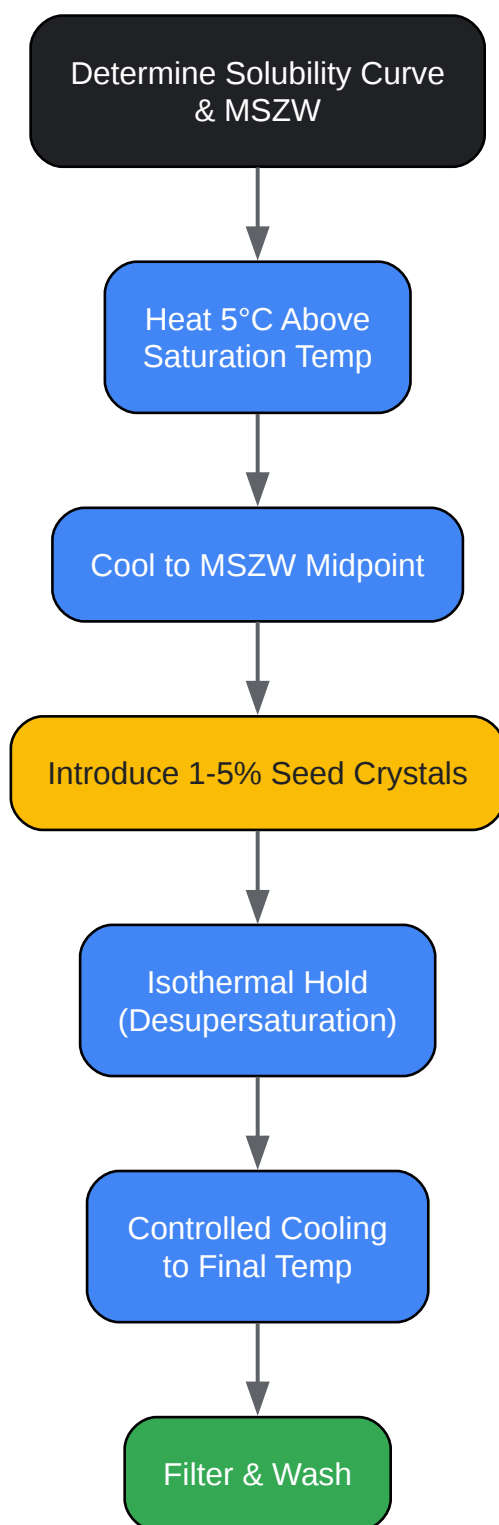 Determine Solubility Curve
& MSZW
Heat 5°C Above
Saturation Temp
Cool to MSZW Midpoint
Introduce 1-5% Seed Crystals
Isothermal Hold
(Desupersaturation)
Controlled Cooling
to Final Temp
Filter & Wash